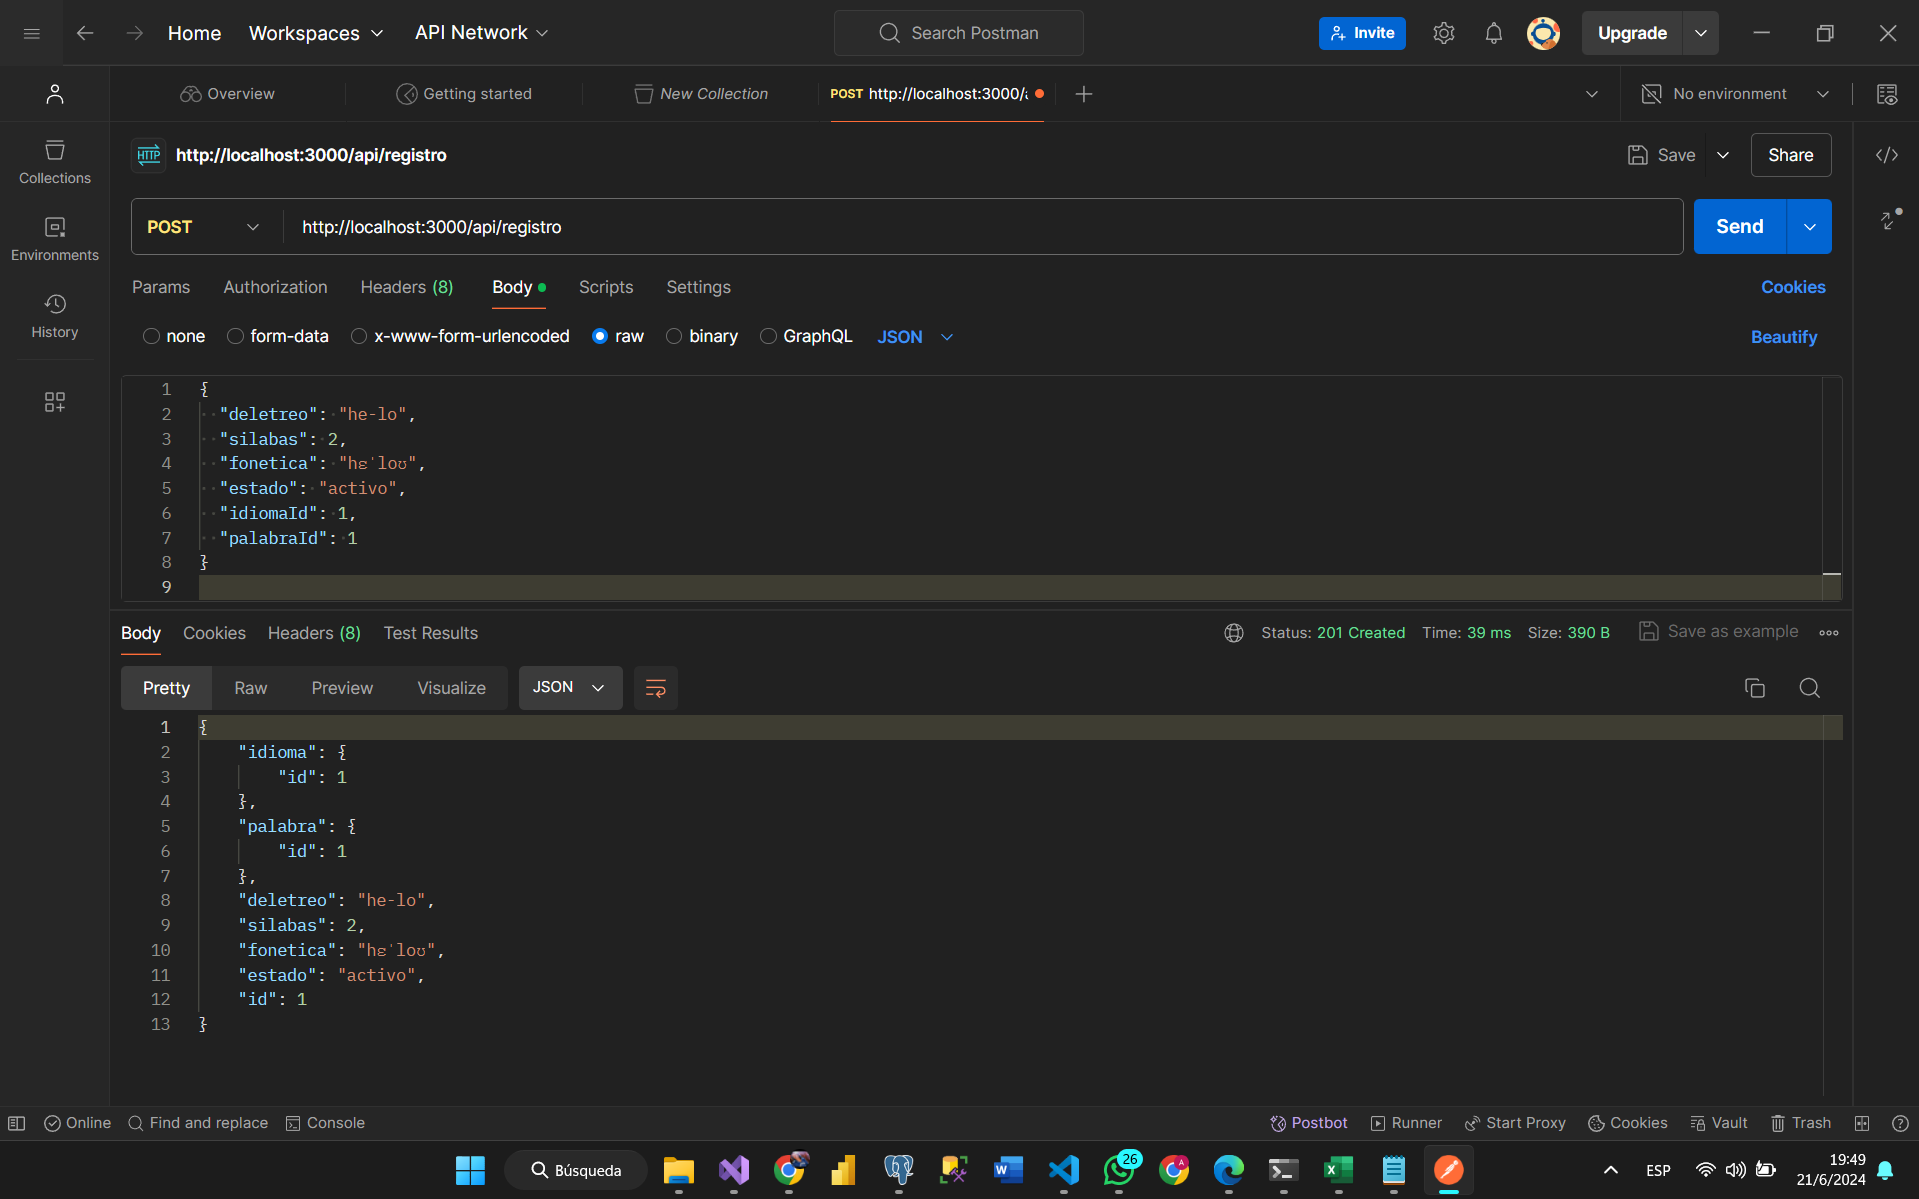 Home Workspaces API Network Search Postman Invite Upgrade
Overview Getting started New Collection POST http://localhost:3000/a No environment
HTTP http://localhost:3000/api/registro Save Share
Collections
Environments
History
POST http://localhost:3000/api/registro Send
Params Authorization Headers (8) Body Scripts Settings Cookies
none form-data x-www-form-urlencoded raw binary GraphQL JSON Beautify
1 {
2 "deletreo": "he-lo",
3 "silabas": 2,
4 "fonetica": "hɛˈloʊ",
5 "estado": "activo",
6 "idiomaId": 1,
7 "palabraId": 1
8 }
9
Body Cookies Headers (8) Test Results Status: 201 Created Time: 39 ms Size: 390 B Save as example
Pretty Raw Preview Visualize JSON
1 {
2 "idioma": {
3 "id": 1
4 },
5 "palabra": {
6 "id": 1
7 },
8 "deletreo": "he-lo",
9 "silabas": 2,
10 "fonetica": "hɛˈloʊ",
11 "estado": "activo",
12 "id": 1
13 }
Online Find and replace Console Postbot Runner Start Proxy Cookies Vault Trash
Búsqueda 26 ESP 19:49
21/6/2024